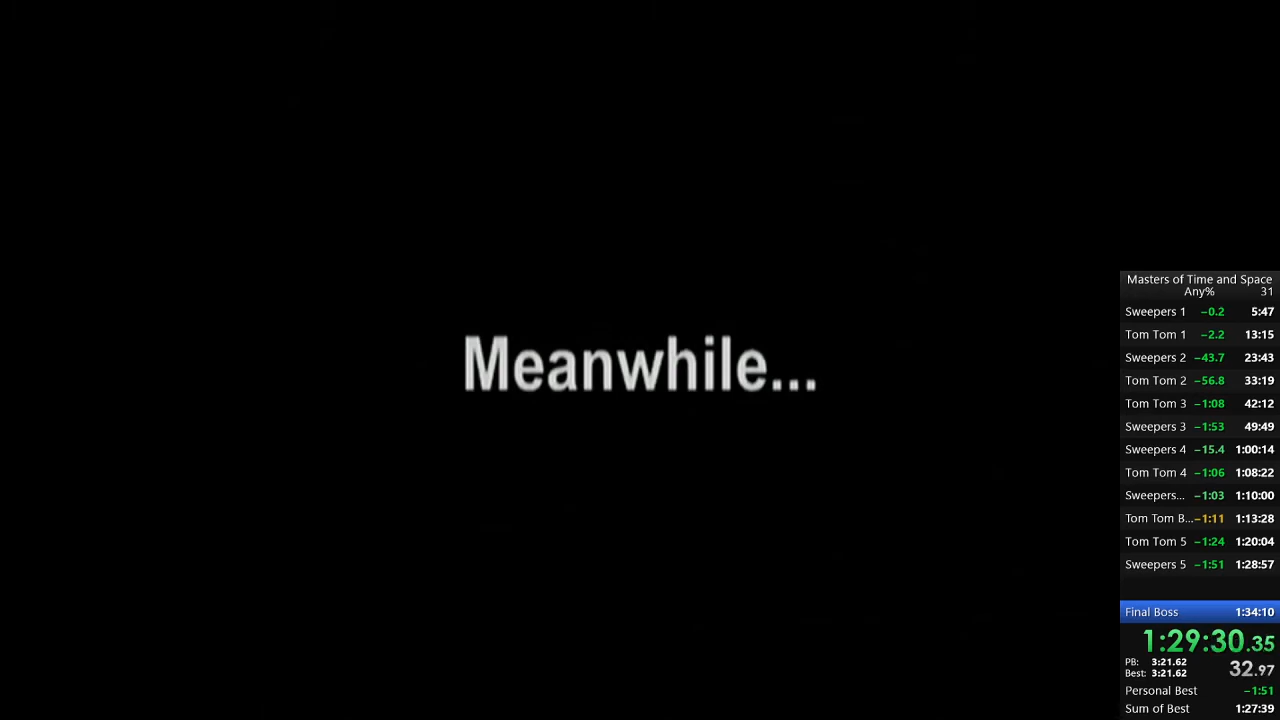 Meanwhile...
Masters of Time and Space
Any% 31
Sweepers 1 −0.2 5:47
Tom Tom 1 −2.2 13:15
Sweepers 2 −43.7 23:43
Tom Tom 2 −56.8 33:19
Tom Tom 3 −1:08 42:12
Sweepers 3 −1:53 49:49
Sweepers 4 −15.4 1:00:14
Tom Tom 4 −1:06 1:08:22
Sweepers... −1:03 1:10:00
Tom Tom B... −1:11 1:13:28
Tom Tom 5 −1:24 1:20:04
Sweepers 5 −1:51 1:28:57
Final Boss 1:34:10
1:29:30.35
PB: 3:21.62
Best: 3:21.62
32.97
Personal Best −1:51
Sum of Best 1:27:39